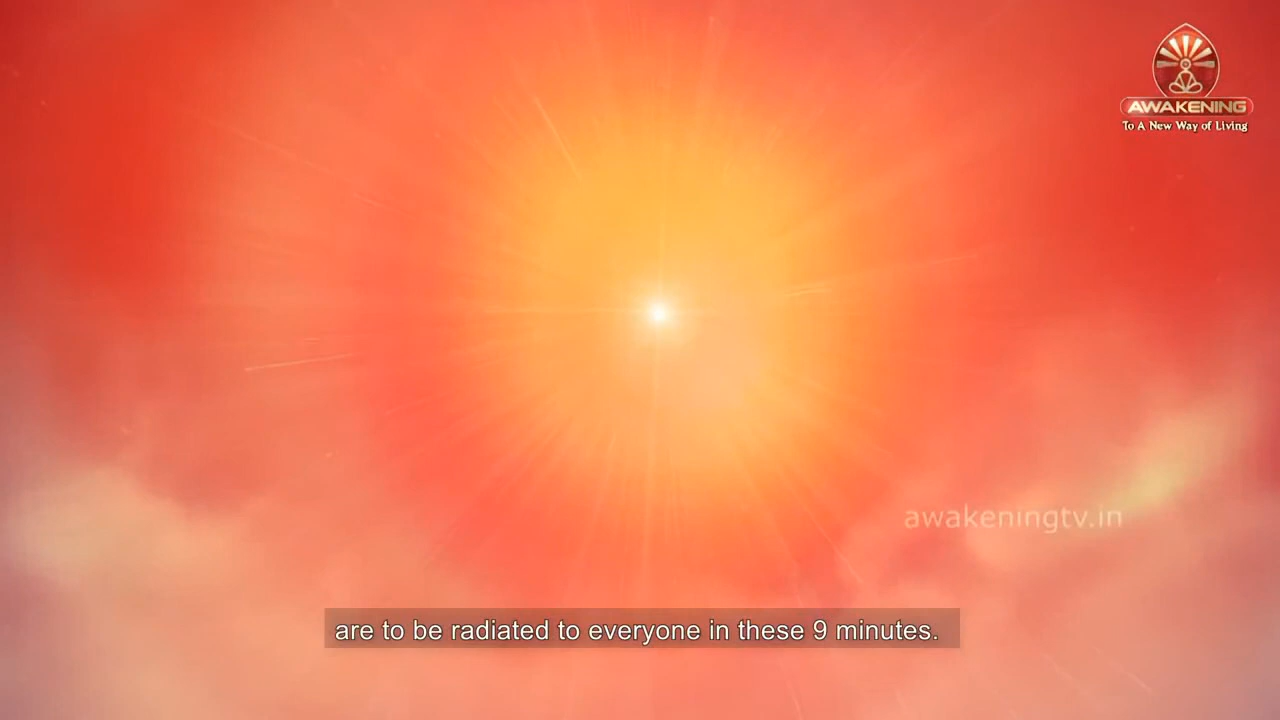 AWAKENING
To A New Way of Living
awakeningtv.in
are to be radiated to everyone in these 9 minutes.